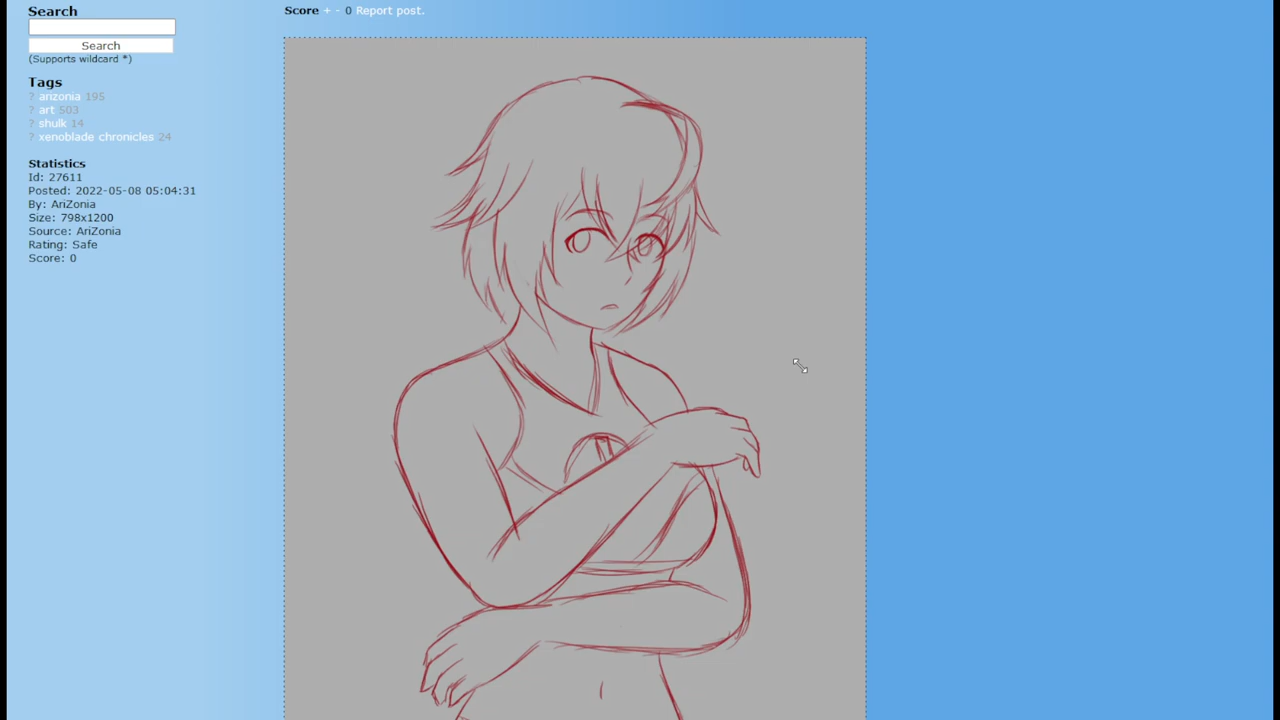 Search
Search
(Supports wildcard *)
Tags
? arizonia 195
? art 503
? shulk 14
? xenoblade chronicles 24
Statistics
Id: 27611
Posted: 2022-05-08 05:04:31
By: AriZonia
Size: 798x1200
Source: AriZonia
Rating: Safe
Score: 0
Score + - 0 Report post.